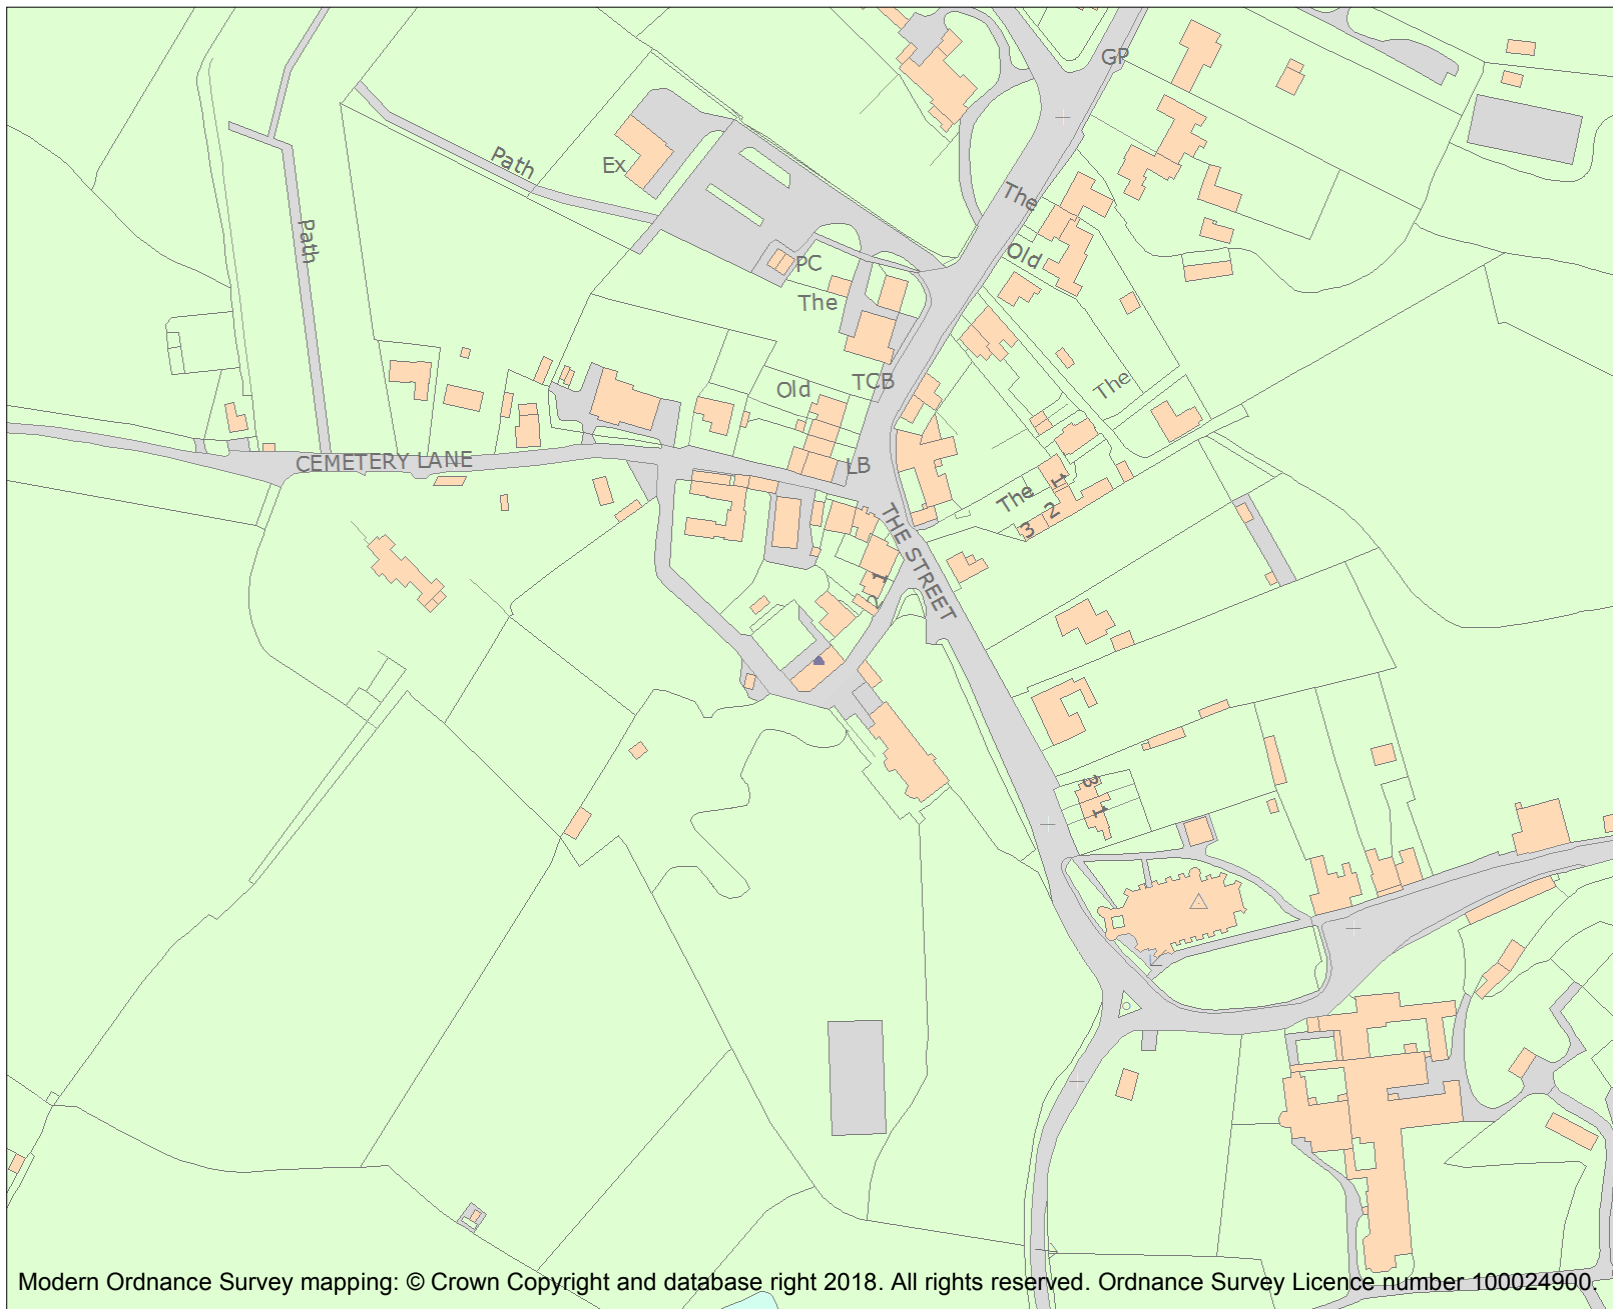 GP
Path
Ex
The
Path
Old
PC
The
TCB
Old
The
CEMETERY LANE
LB
The
1
2
3
THE STREET
1
2
3
1
Modern Ordnance Survey mapping: © Crown Copyright and database right 2018. All rights reserved. Ordnance Survey Licence number 100024900.